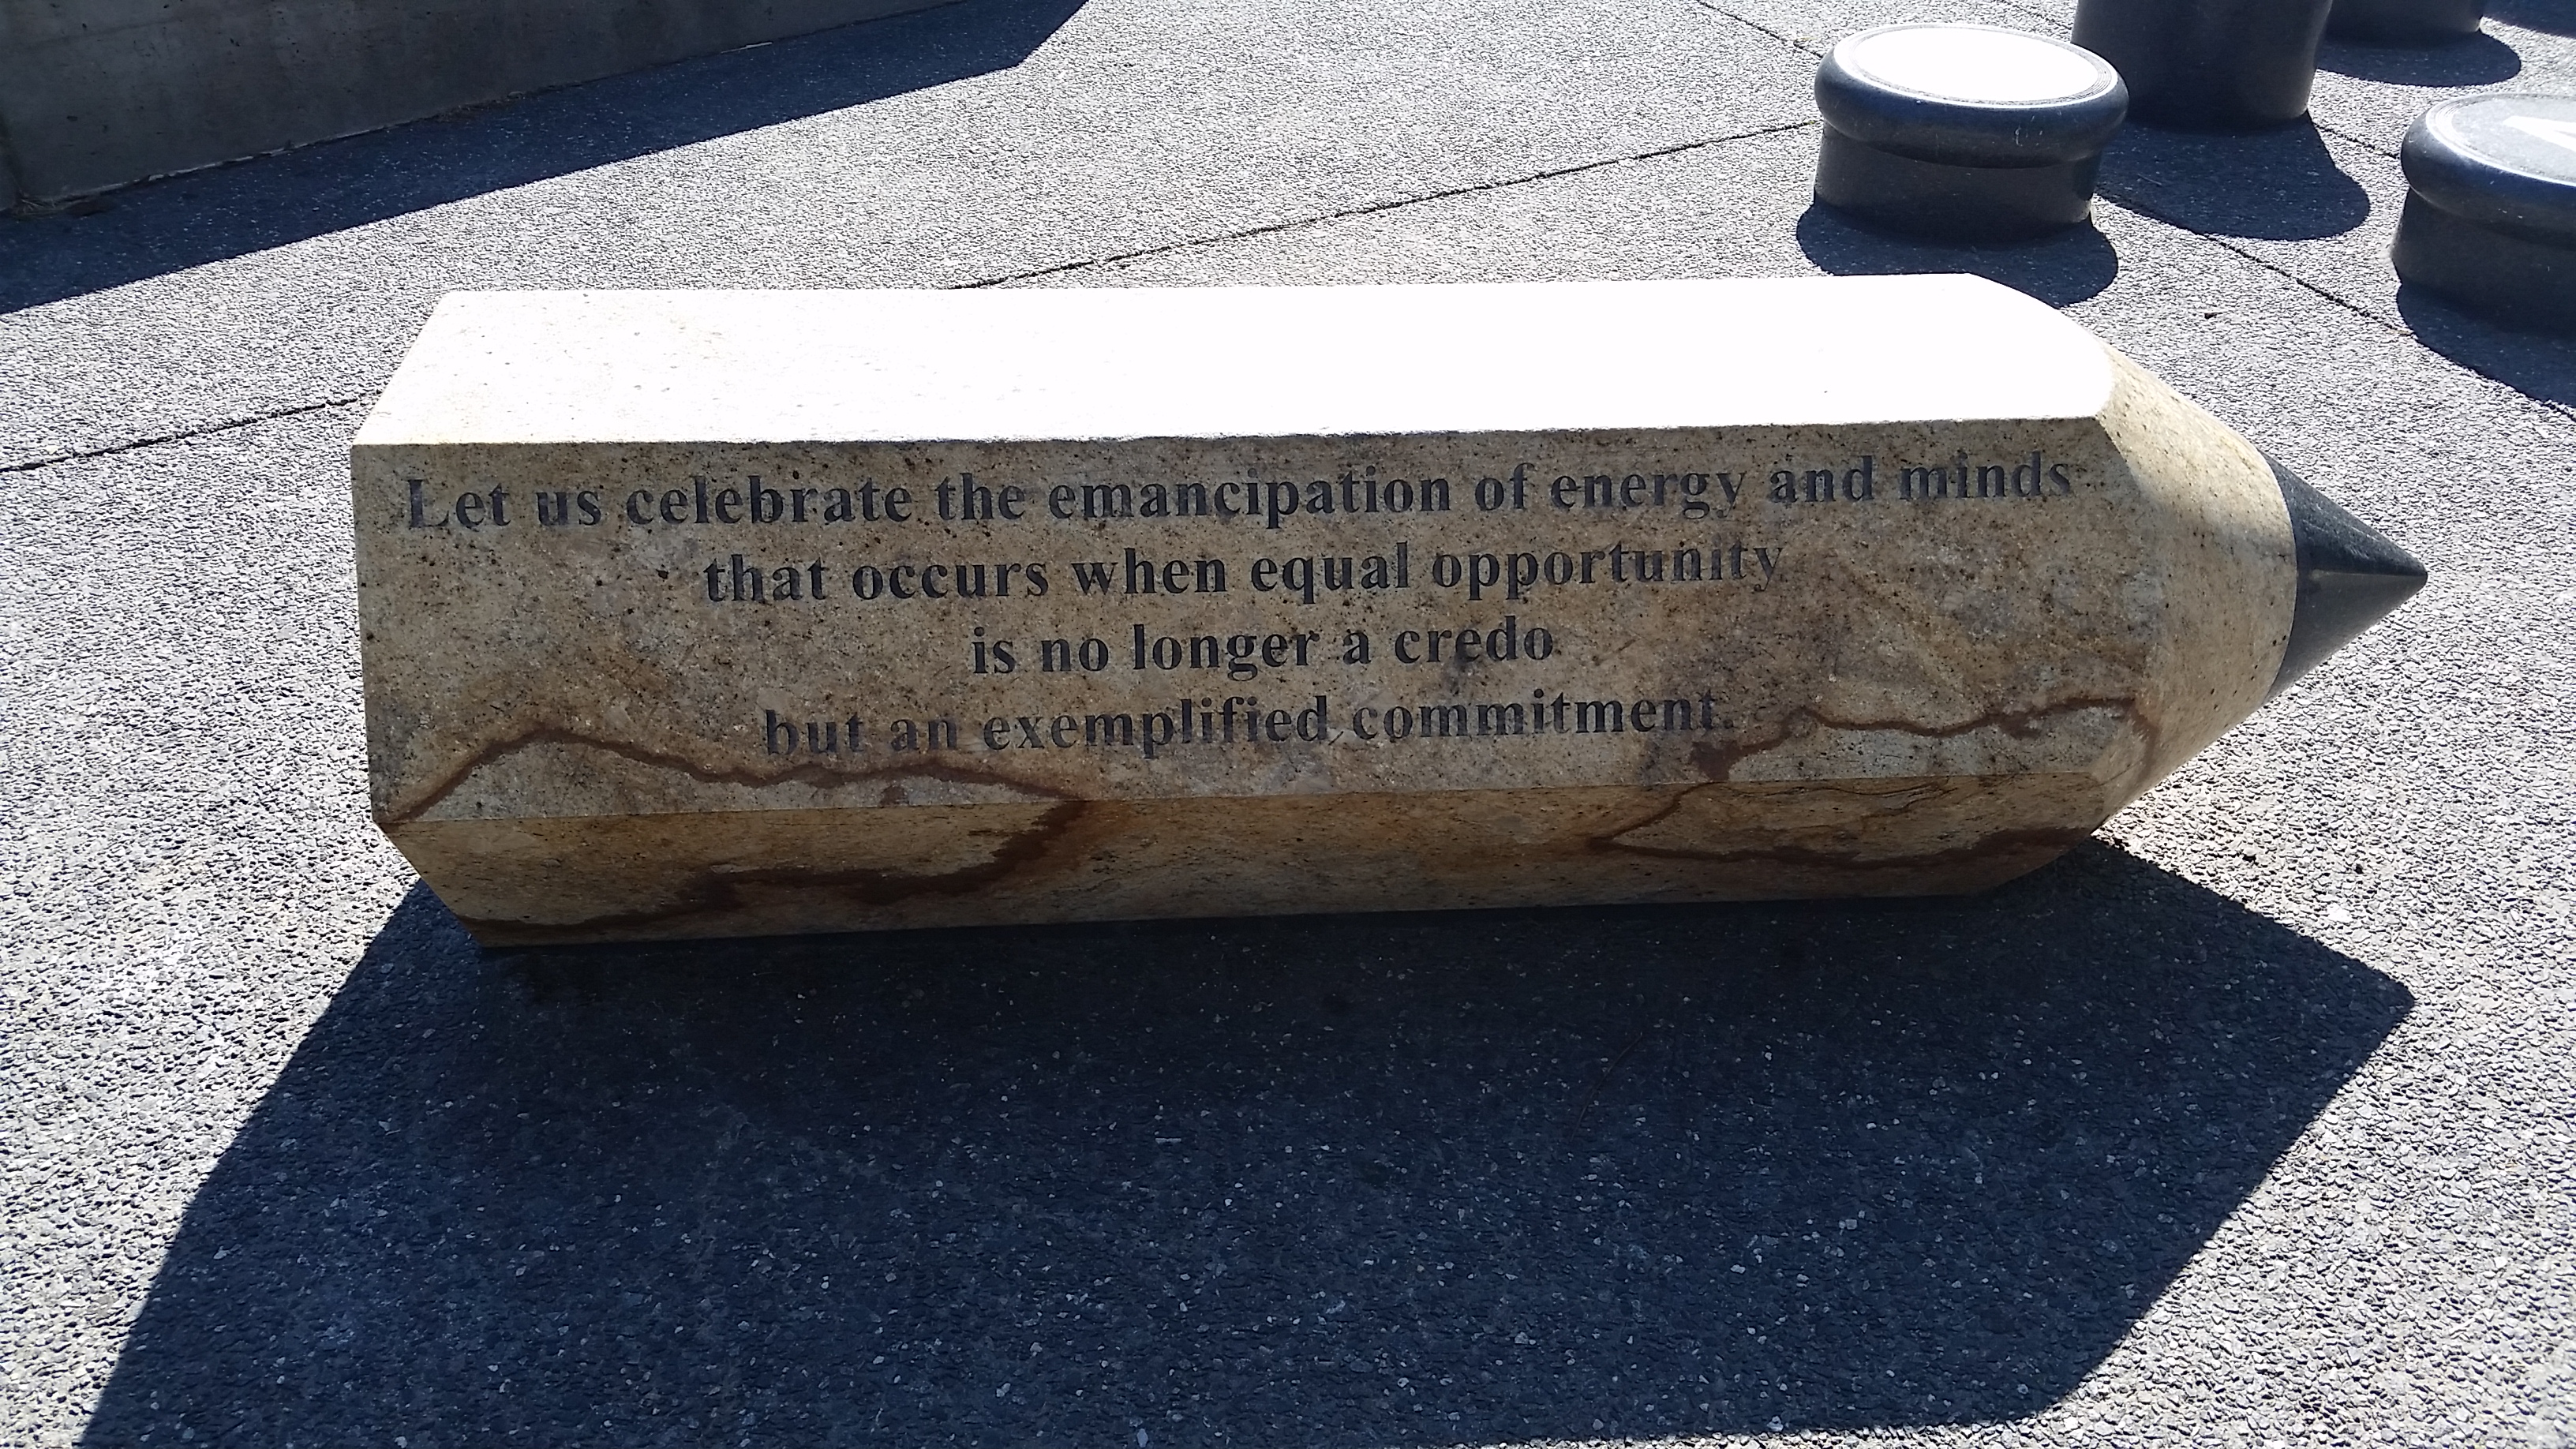 Let us celebrate the emancipation of energy and minds
that occurs when equal opportunity
is no longer a credo
but an exemplified commitment.